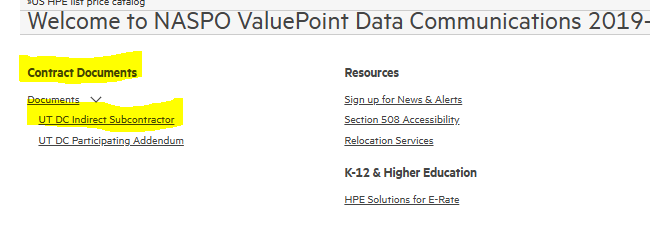 »US HPE list price catalog
Welcome to NASPO ValuePoint Data Communications 2019-
Contract Documents
Documents
UT DC Indirect Subcontractor
UT DC Participating Addendum
Resources
Sign up for News & Alerts
Section 508 Accessibility
Relocation Services
K-12 & Higher Education
HPE Solutions for E-Rate